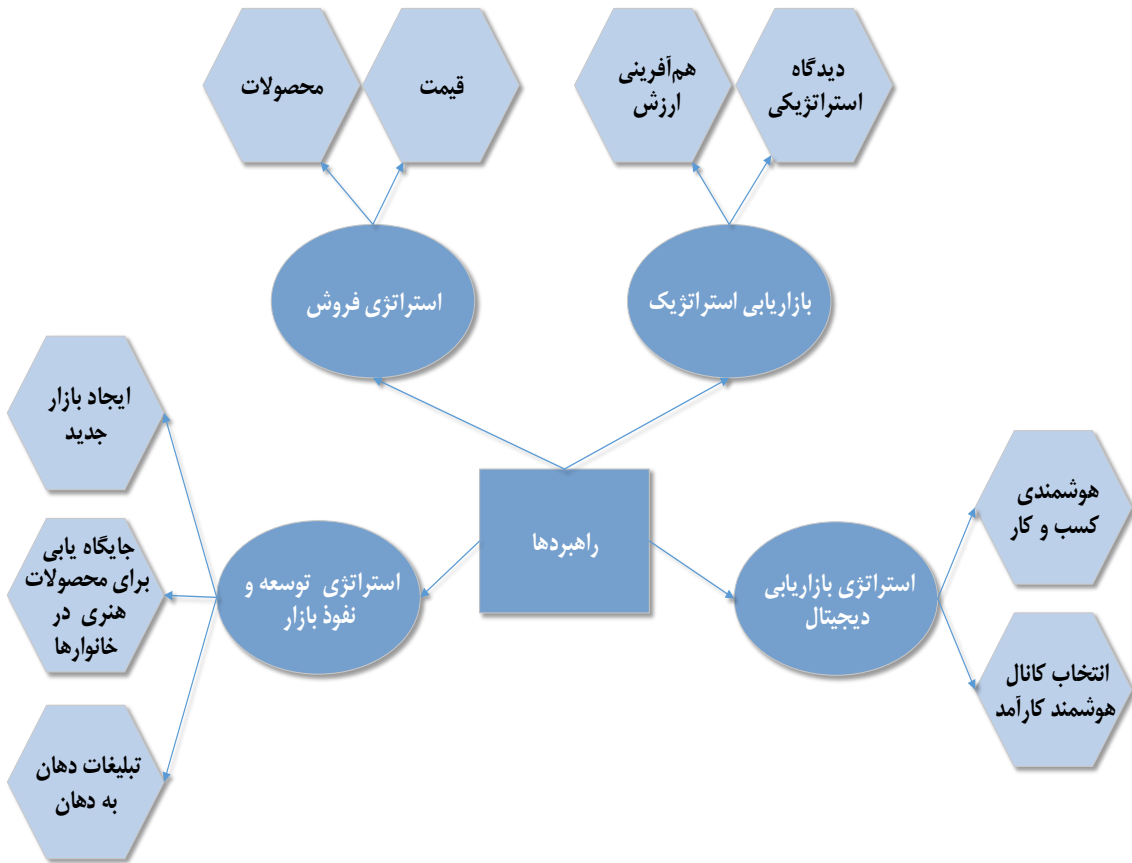 دیدگاه
استراتژیکی
هم‌آفرینی
ارزش
قیمت
محصولات
بازاریابی استراتژیک
استراتژی فروش
راهبردها
هوشمندی
کسب و کار
استراتژی بازاریابی
دیجیتال
انتخاب کانال
هوشمند کارآمد
استراتژی توسعه و
نفوذ بازار
ایجاد بازار
جدید
جایگاه یابی
برای محصولات
هنری در
خانوارها
تبلیغات دهان
به دهان